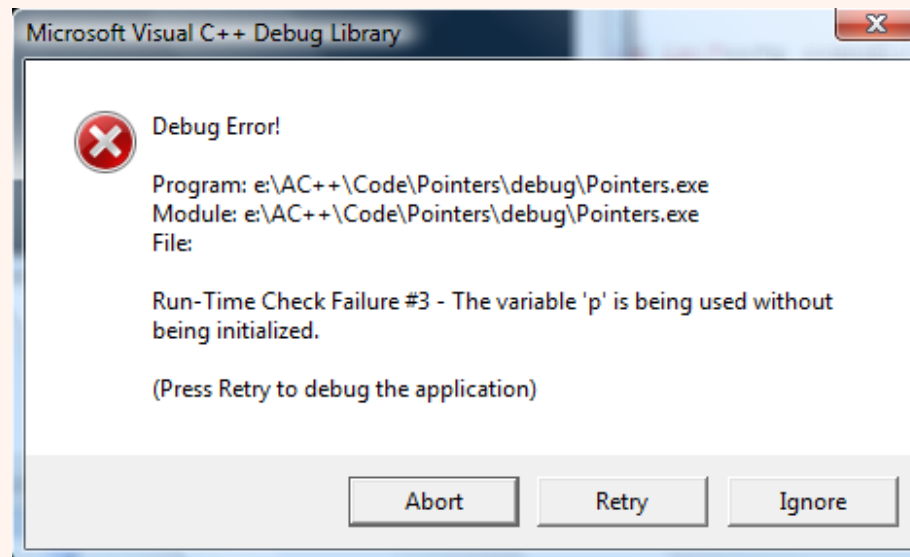 Microsoft Visual C++ Debug Library
Debug Error!
Program: e:\AC++\Code\Pointers\debug\Pointers.exe
Module: e:\AC++\Code\Pointers\debug\Pointers.exe
File:
Run-Time Check Failure #3 - The variable 'p' is being used without
being initialized.
(Press Retry to debug the application)
Abort Retry Ignore